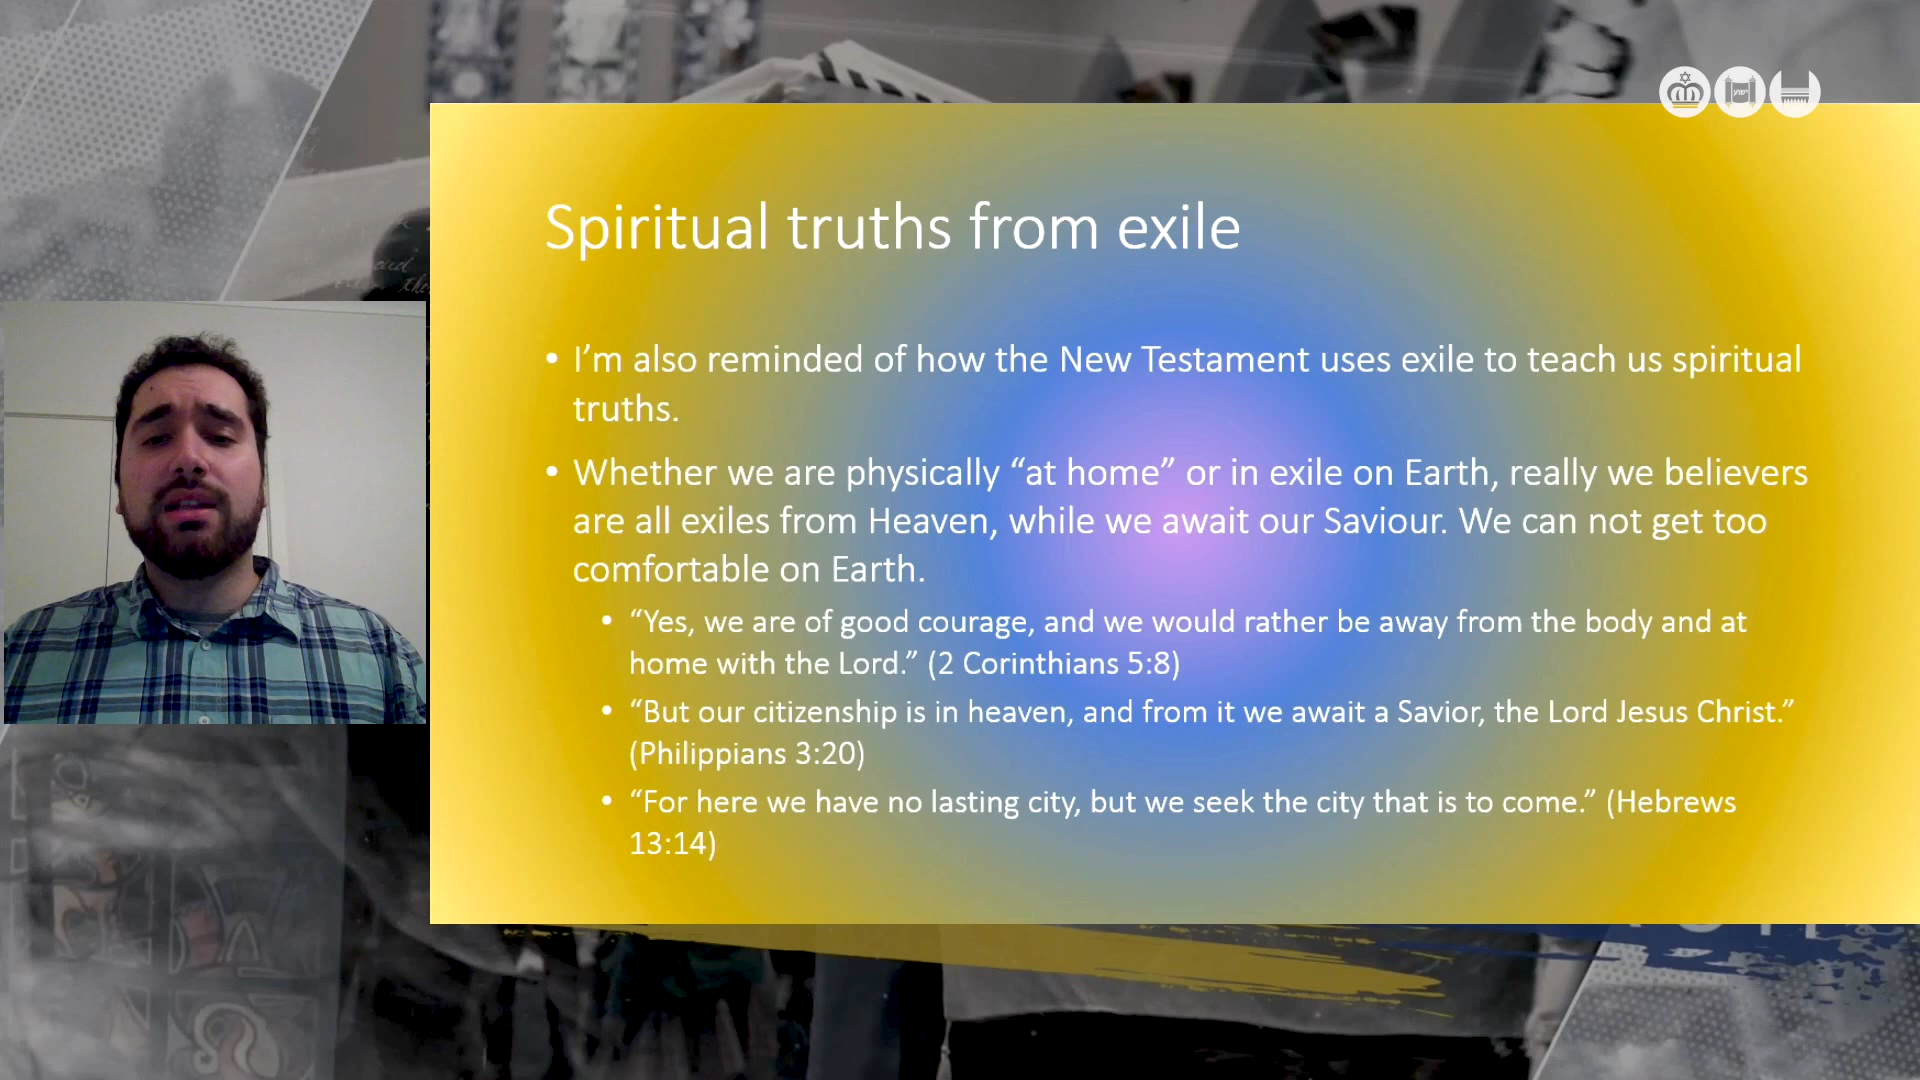 Spiritual truths from exile
• I’m also reminded of how the New Testament uses exile to teach us spiritual
truths.
• Whether we are physically “at home” or in exile on Earth, really we believers
are all exiles from Heaven, while we await our Saviour. We can not get too
comfortable on Earth.
• “Yes, we are of good courage, and we would rather be away from the body and at
home with the Lord.” (2 Corinthians 5:8)
• “But our citizenship is in heaven, and from it we await a Savior, the Lord Jesus Christ.”
(Philippians 3:20)
• “For here we have no lasting city, but we seek the city that is to come.” (Hebrews
13:14)